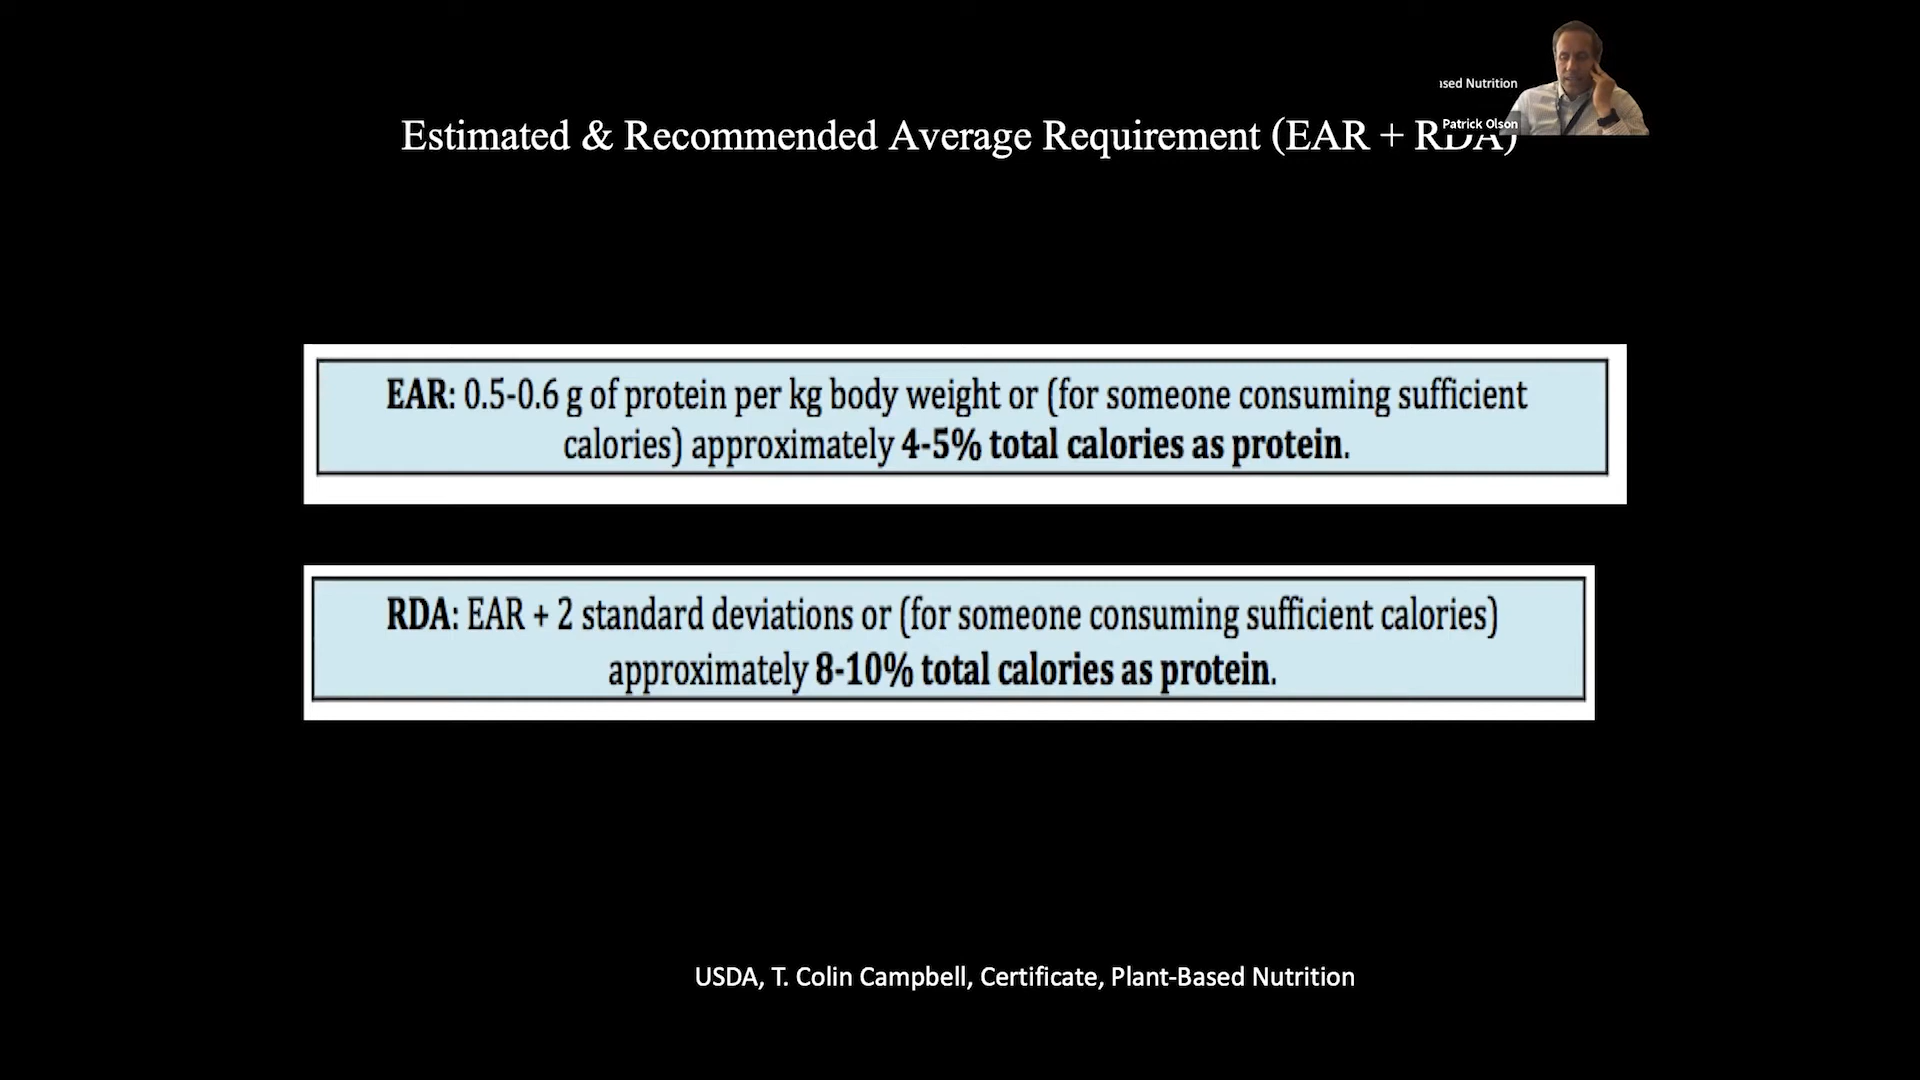 ised Nutrition
Patrick Olson
Estimated & Recommended Average Requirement (EAR + RDA)
EAR: 0.5-0.6 g of protein per kg body weight or (for someone consuming sufficient
calories) approximately 4-5% total calories as protein.
RDA: EAR + 2 standard deviations or (for someone consuming sufficient calories)
approximately 8-10% total calories as protein.
USDA, T. Colin Campbell, Certificate, Plant-Based Nutrition